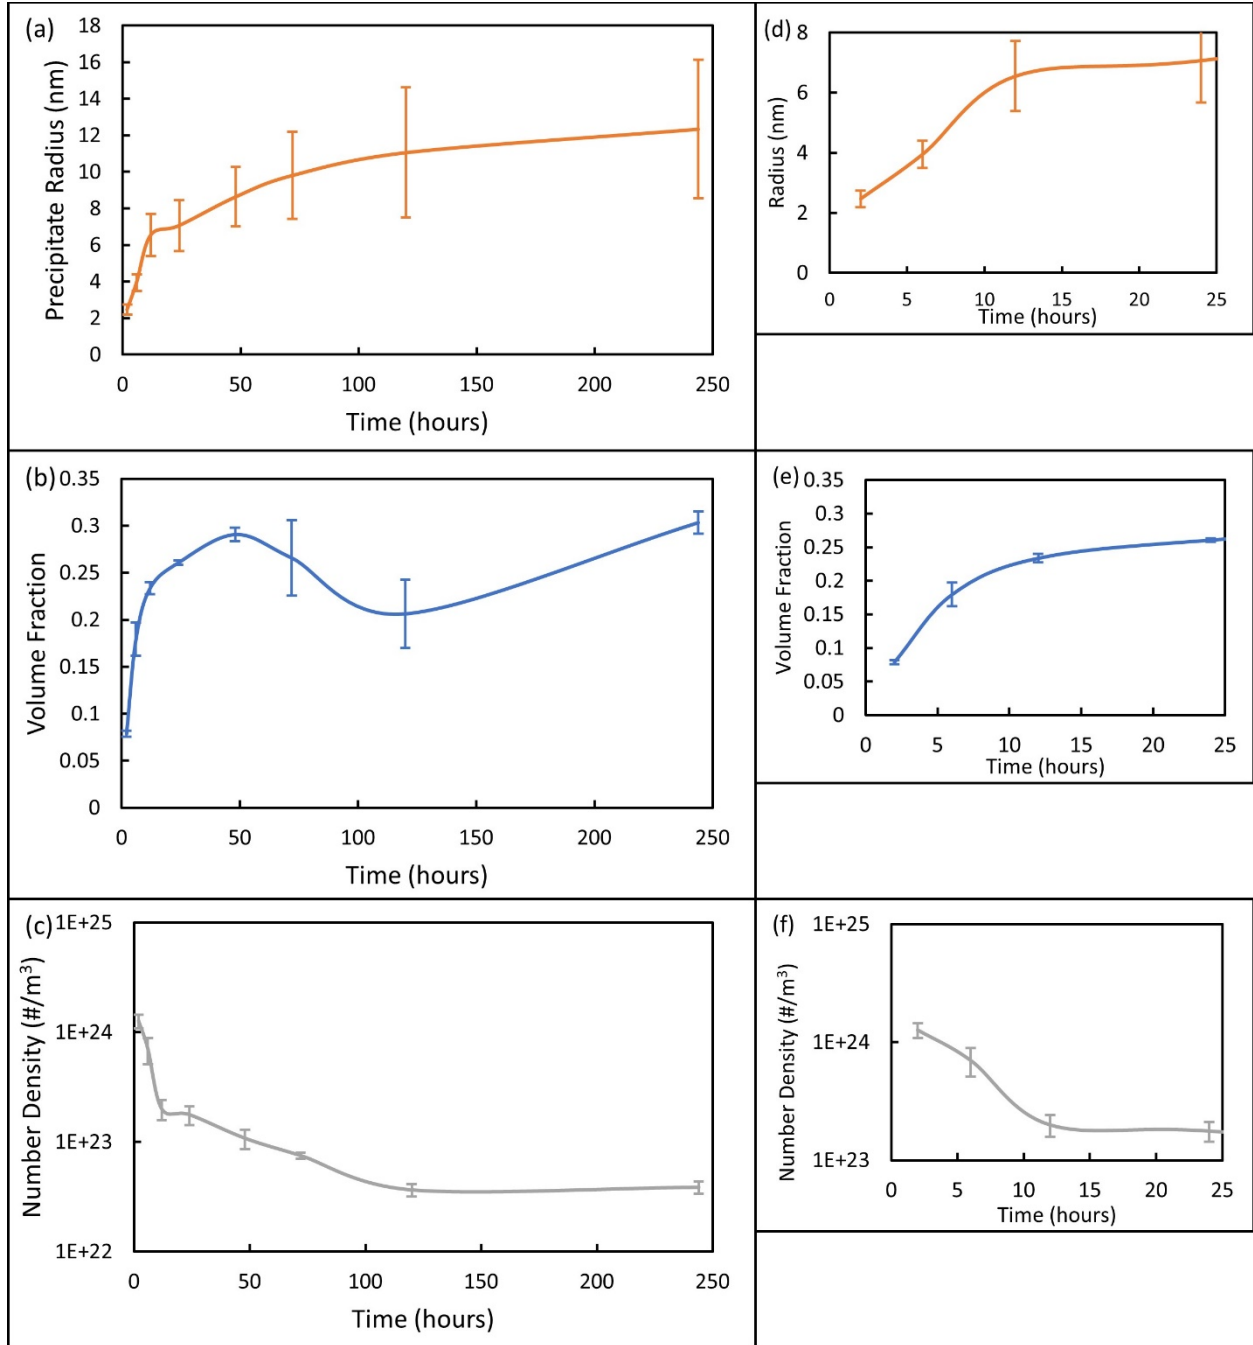 (a)
18
16
14
12
10
8
6
4
2
0
Precipitate Radius (nm)
0 50 100 150 200 250
Time (hours)
(d)
8
6
4
2
0
Radius (nm)
0 5 10 15 20 25
Time (hours)
(b)
0.35
0.3
0.25
0.2
0.15
0.1
0.05
0
Volume Fraction
0 50 100 150 200 250
Time (hours)
(e)
0.35
0.3
0.25
0.2
0.15
0.1
0.05
0
Volume Fraction
0 5 10 15 20 25
Time (hours)
(c)
1E+25
1E+24
1E+23
1E+22
Number Density (#/m³)
0 50 100 150 200 250
Time (hours)
(f)
1E+25
1E+24
1E+23
Number Density (#/m³)
0 5 10 15 20 25
Time (hours)